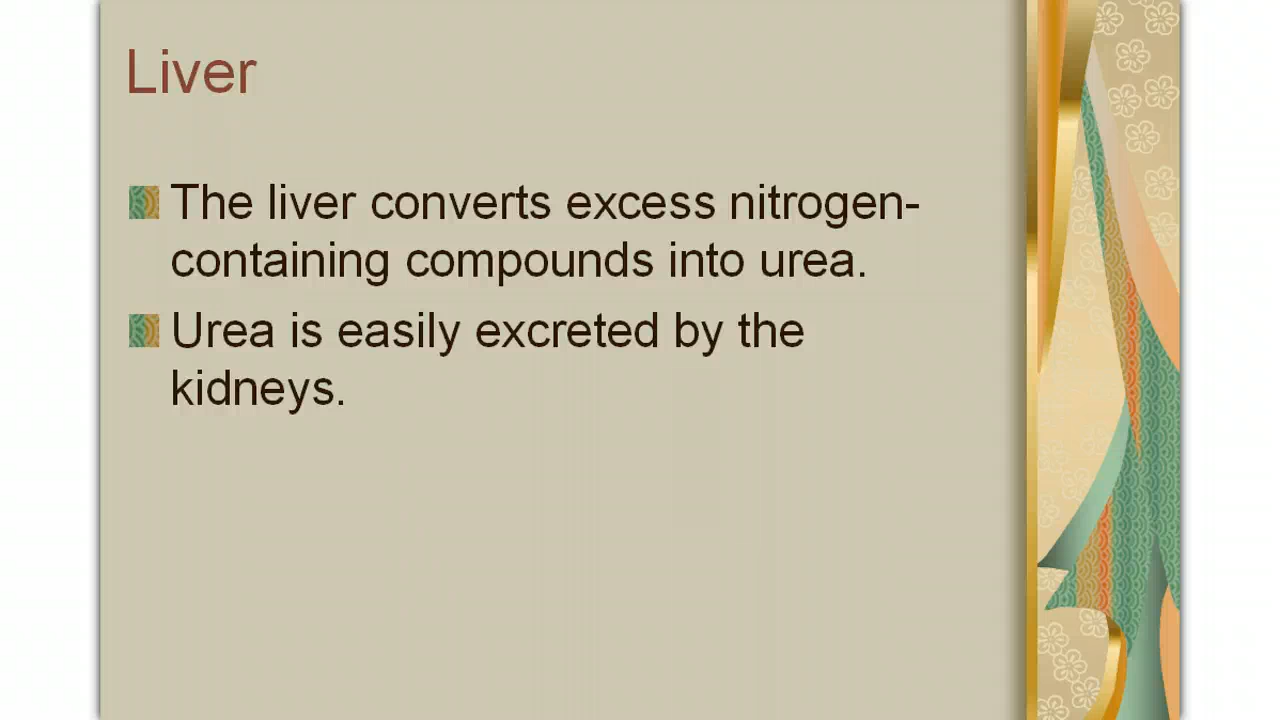 Liver
The liver converts excess nitrogen-
containing compounds into urea.
Urea is easily excreted by the
kidneys.